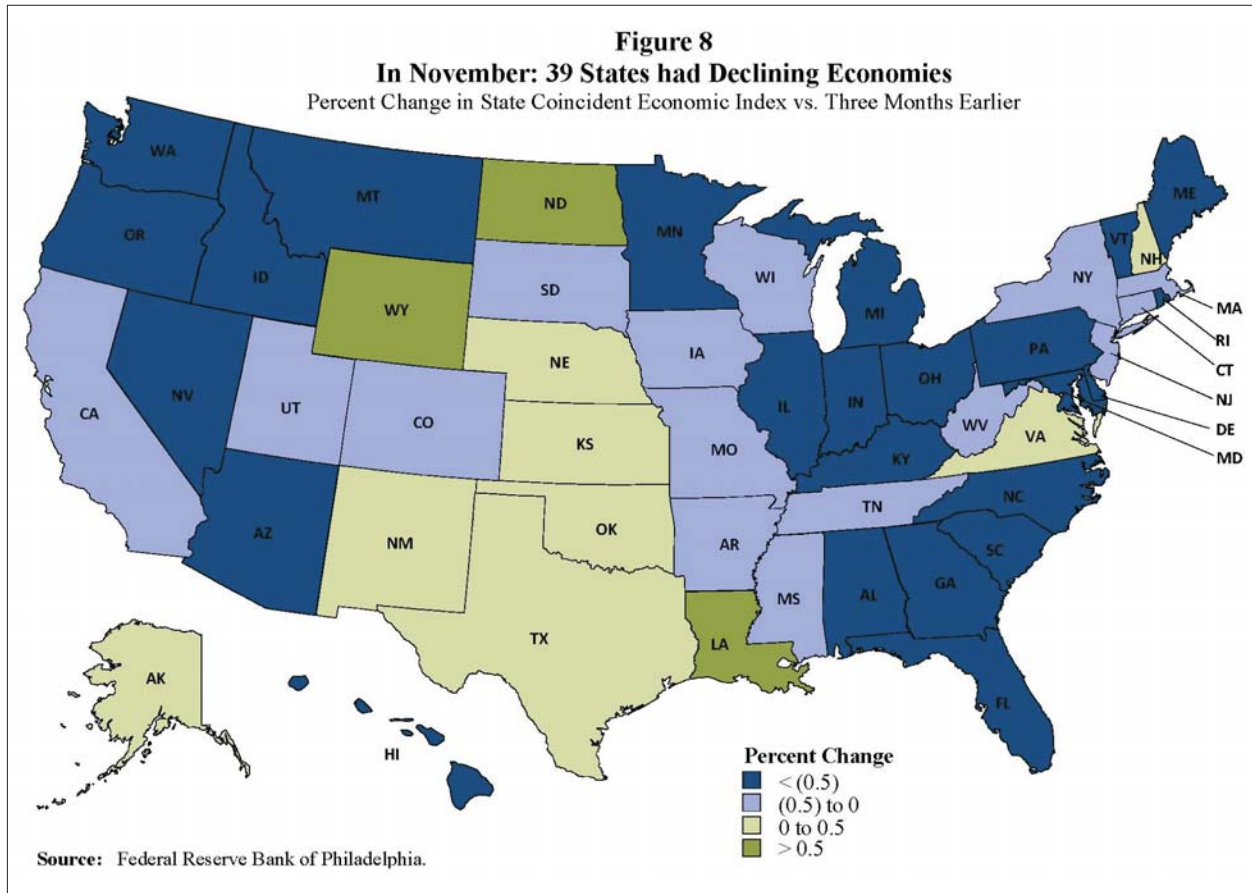 Figure 8
In November: 39 States had Declining Economies
Percent Change in State Coincident Economic Index vs. Three Months Earlier
WA
MT
ND
MN
ME
OR
ID
SD
WI
VT
NH
NY
WY
MI
MA
RI
CT
NJ
DE
MD
NE
IA
PA
NV
UT
CO
IL
IN
OH
CA
KS
MO
WV
VA
KY
AZ
NM
OK
AR
TN
NC
SC
MS
AL
GA
TX
LA
FL
AK
HI
Percent Change
< (0.5)
(0.5) to 0
0 to 0.5
> 0.5
Source: Federal Reserve Bank of Philadelphia.